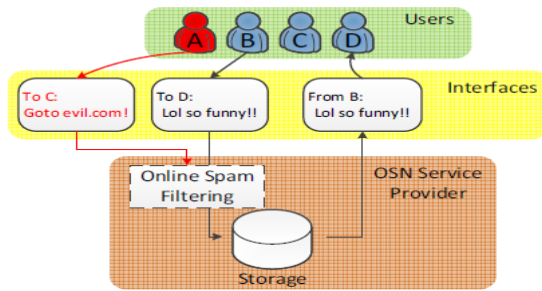 Users
A B C D
Interfaces
To C:
Goto evil.com!
To D:
Lol so funny!!
From B:
Lol so funny!!
Online Spam
Filtering
OSN Service
Provider
Storage